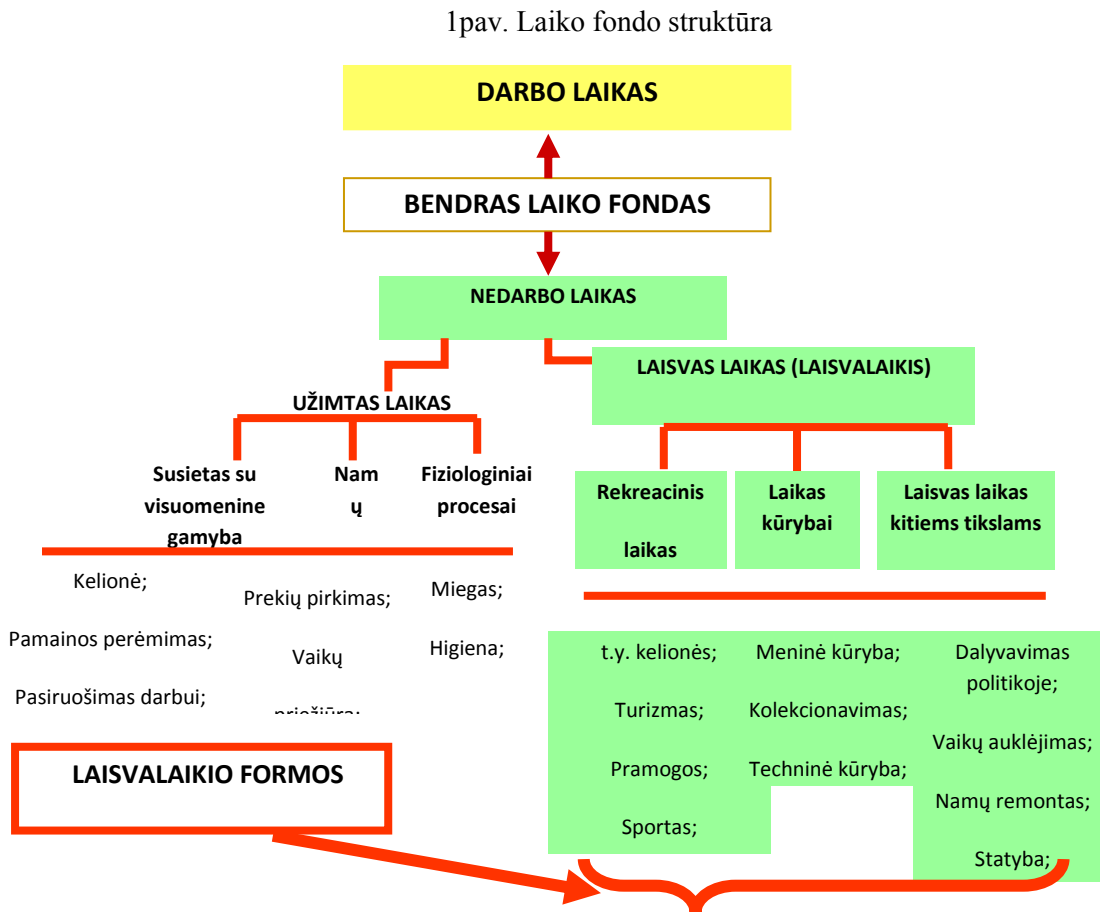 1pav. Laiko fondo struktūra
DARBO LAIKAS
BENDRAS LAIKO FONDAS
NEDARBO LAIKAS
UŽIMTAS LAIKAS
LAISVAS LAIKAS (LAISVALAIKIS)
Susietas su
visuomenine
gamyba
Nam
ų
Fiziologiniai
procesai
Rekreacinis
laikas
Laikas
kūrybai
Laisvas laikas
kitiems tikslams
Kelionė;
Pamainos perėmimas;
Pasiruošimas darbui;
Prekių pirkimas;
Vaikų
priežiūra;
Miegas;
Higiena;
t.y. kelionės;
Turizmas;
Pramogos;
Sportas;
Meninė kūryba;
Kolekcionavimas;
Techninė kūryba;
Dalyvavimas
politikoje;
Vaikų auklėjimas;
Namų remontas;
Statyba;
LAISVALAIKIO FORMOS